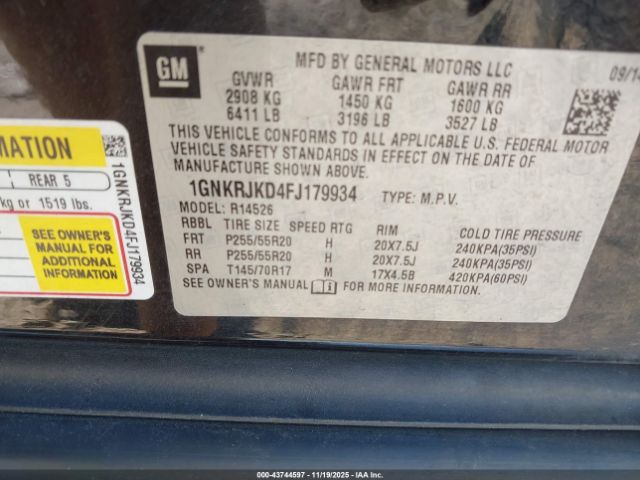 GM
MFD BY GENERAL MOTORS LLC
09/14
GVWR GAWR FRT GAWR RR
2908 KG 1450 KG 1600 KG
6411 LB 3196 LB 3527 LB
THIS VEHICLE CONFORMS TO ALL APPLICABLE U.S. FEDERAL MOTOR
VEHICLE SAFETY STANDARDS IN EFFECT ON THE DATE OF
MANUFACTURE SHOWN ABOVE.
1GNKRJKD4FJ179934 TYPE: M.P.V.
MODEL: R14526
RBBL TIRE SIZE SPEED RTG RIM COLD TIRE PRESSURE
FRT P255/55R20 H 20X7.5J 240KPA(35PSI)
RR P255/55R20 H 20X7.5J 240KPA(35PSI)
SPA T145/70R17 M 17X4.5B 420KPA(60PSI)
SEE OWNER'S MANUAL FOR MORE INFORMATION.
MATION
REAR 5
kg or 1519 lbs.
SEE OWNER'S
MANUAL FOR
ADDITIONAL
INFORMATION
1GNKRJKD4FJ179934
000-43744597 - 11/19/2025 - IAAI.COM